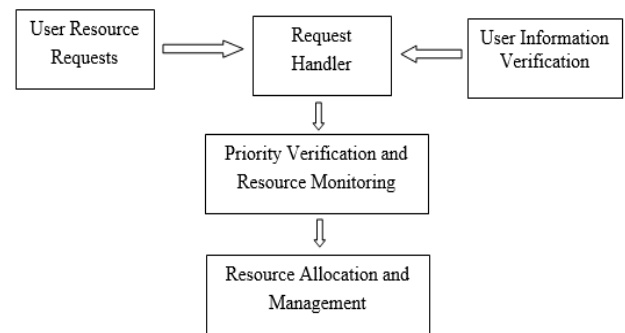 User Resource
Requests
Request
Handler
User Information
Verification
Priority Verification and
Resource Monitoring
Resource Allocation and
Management